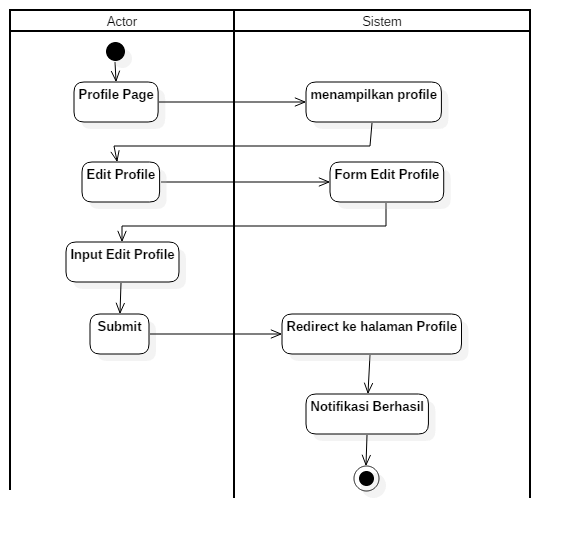 Actor
Sistem
Profile Page
menampilkan profile
Edit Profile
Form Edit Profile
Input Edit Profile
Submit
Redirect ke halaman Profile
Notifikasi Berhasil